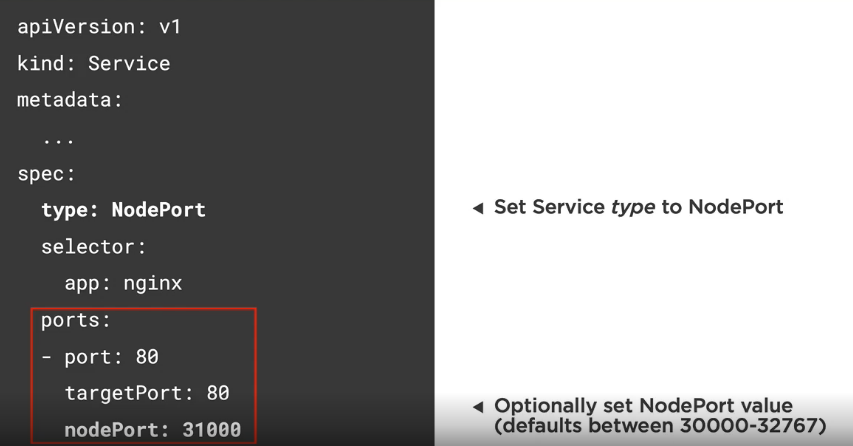 apiVersion: v1
kind: Service
metadata:
...
spec:
type: NodePort
◄ Set Service type to NodePort
selector:
app: nginx
ports:
- port: 80
targetPort: 80
nodePort: 31000
◄ Optionally set NodePort value
(defaults between 30000-32767)